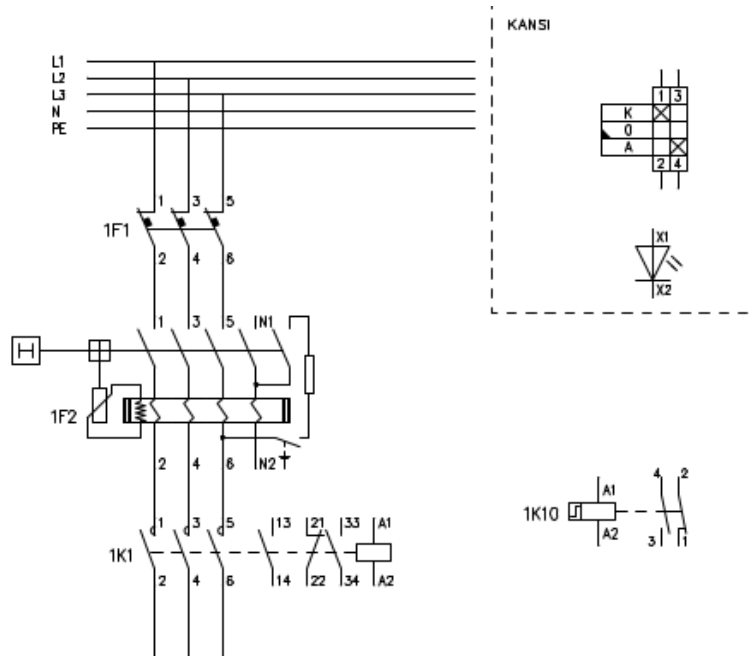 KANSI
L1
L2
L3
N
PE
1 3
K
0
A
2 4
1 3 5
1F1
2 4 6
X1
X2
1 3 5 N1
H
1F2
2 4 6 N2
4 2
A1
1K10
A2
3 1
1 3 5 13 21 33 A1
1K1
2 4 6 14 22 34 A2